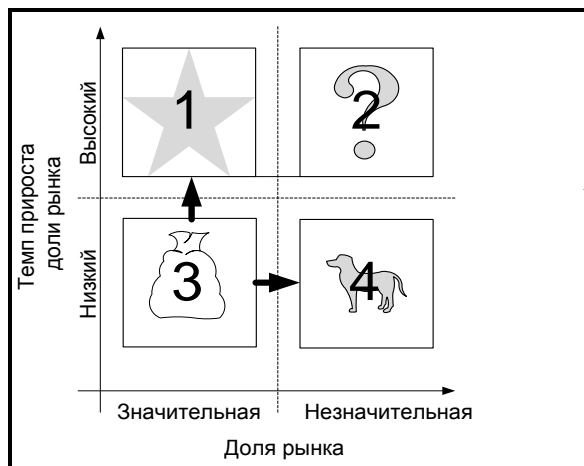 Темп прироста
доли рынка
Высокий
Низкий
1
2
3
4
Значительная
Незначительная
Доля рынка